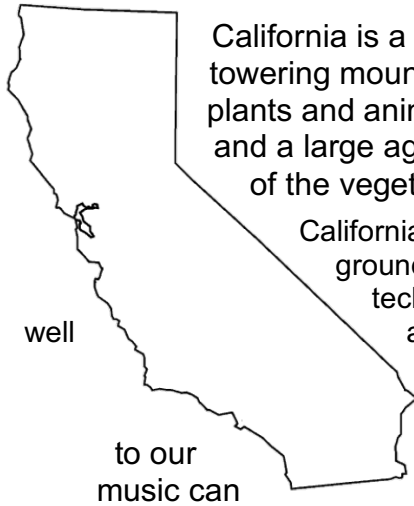 California is a
towering moun
plants and anim
and a large ag
of the veget
California
ground
tech
well
a
to our
music can